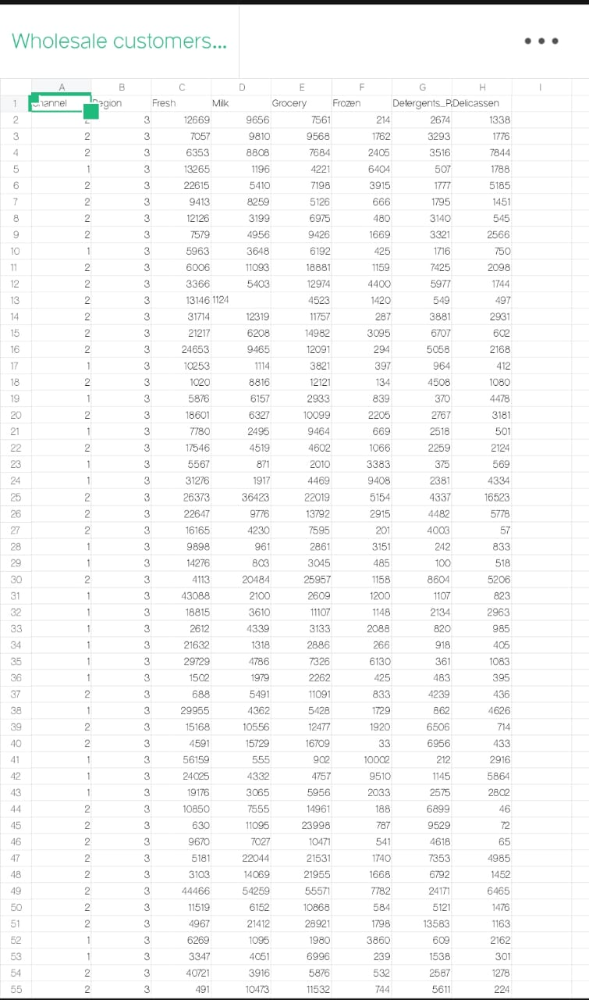 Wholesale customers...
A B C D E F G H I
1 Channel Region Fresh Milk Grocery Frozen Detergents_Pa Delicassen
2 2 3 12669 9656 7561 214 2674 1338
3 2 3 7057 9810 9568 1762 3293 1776
4 2 3 6353 8808 7684 2405 3516 7844
5 1 3 13265 1196 4221 6404 507 1788
6 2 3 22615 5410 7198 3915 1777 5185
7 2 3 9413 8259 5126 666 1795 1451
8 2 3 12126 3199 6975 480 3140 545
9 2 3 7579 4956 9426 1669 3321 2566
10 1 3 5963 3648 6192 425 1716 750
11 2 3 6006 11093 18881 1159 7425 2098
12 2 3 3366 5403 12974 4400 5977 1744
13 2 3 13146 1124 4523 1420 549 497
14 2 3 31714 12319 11757 287 3881 2931
15 2 3 21217 6208 14982 3095 6707 602
16 2 3 24653 9465 12091 294 5058 2168
17 1 3 10253 1114 3821 397 964 412
18 2 3 1020 8816 12121 134 4508 1080
19 1 3 5876 6157 2933 839 370 4478
20 2 3 18601 6327 10099 2205 2767 3181
21 1 3 7780 2495 9464 669 2518 501
22 2 3 17546 4519 4602 1066 2259 2124
23 1 3 5567 871 2010 3383 375 569
24 1 3 31276 1917 4469 9408 2381 4334
25 2 3 26373 36423 22019 5154 4337 16523
26 2 3 22647 9776 13792 2915 4482 5778
27 2 3 16165 4230 7595 201 4003 57
28 1 3 9898 961 2861 3151 242 833
29 1 3 14276 803 3045 485 100 518
30 2 3 4113 20484 25957 1158 8604 5206
31 1 3 43088 2100 2609 1200 1107 823
32 1 3 18815 3610 11107 1148 2134 2963
33 1 3 2612 4339 3133 2088 820 985
34 1 3 21632 1318 2886 266 918 405
35 1 3 29729 4786 7326 6130 361 1083
36 1 3 1502 1979 2262 425 483 395
37 2 3 688 5491 11091 833 4239 436
38 1 3 29955 4362 5428 1729 862 4626
39 2 3 15168 10556 12477 1920 6506 714
40 2 3 4591 15729 16709 33 6956 433
41 1 3 56159 555 902 10002 212 2916
42 1 3 24025 4332 4757 9510 1145 5864
43 1 3 19176 3065 5956 2033 2575 2802
44 2 3 10850 7555 14961 188 6899 46
45 2 3 630 11095 23998 787 9529 72
46 2 3 9670 7027 10471 541 4618 65
47 2 3 5181 22044 21531 1740 7353 4985
48 2 3 3103 14069 21955 1668 6792 1452
49 2 3 44466 54259 55571 7782 24171 6465
50 2 3 11519 6152 10868 584 5121 1476
51 2 3 4967 21412 28921 1798 13583 1163
52 1 3 6269 1095 1980 3860 609 2162
53 1 3 3347 4051 6996 239 1538 301
54 2 3 40721 3916 5876 532 2587 1278
55 2 3 491 10473 11532 744 5611 224